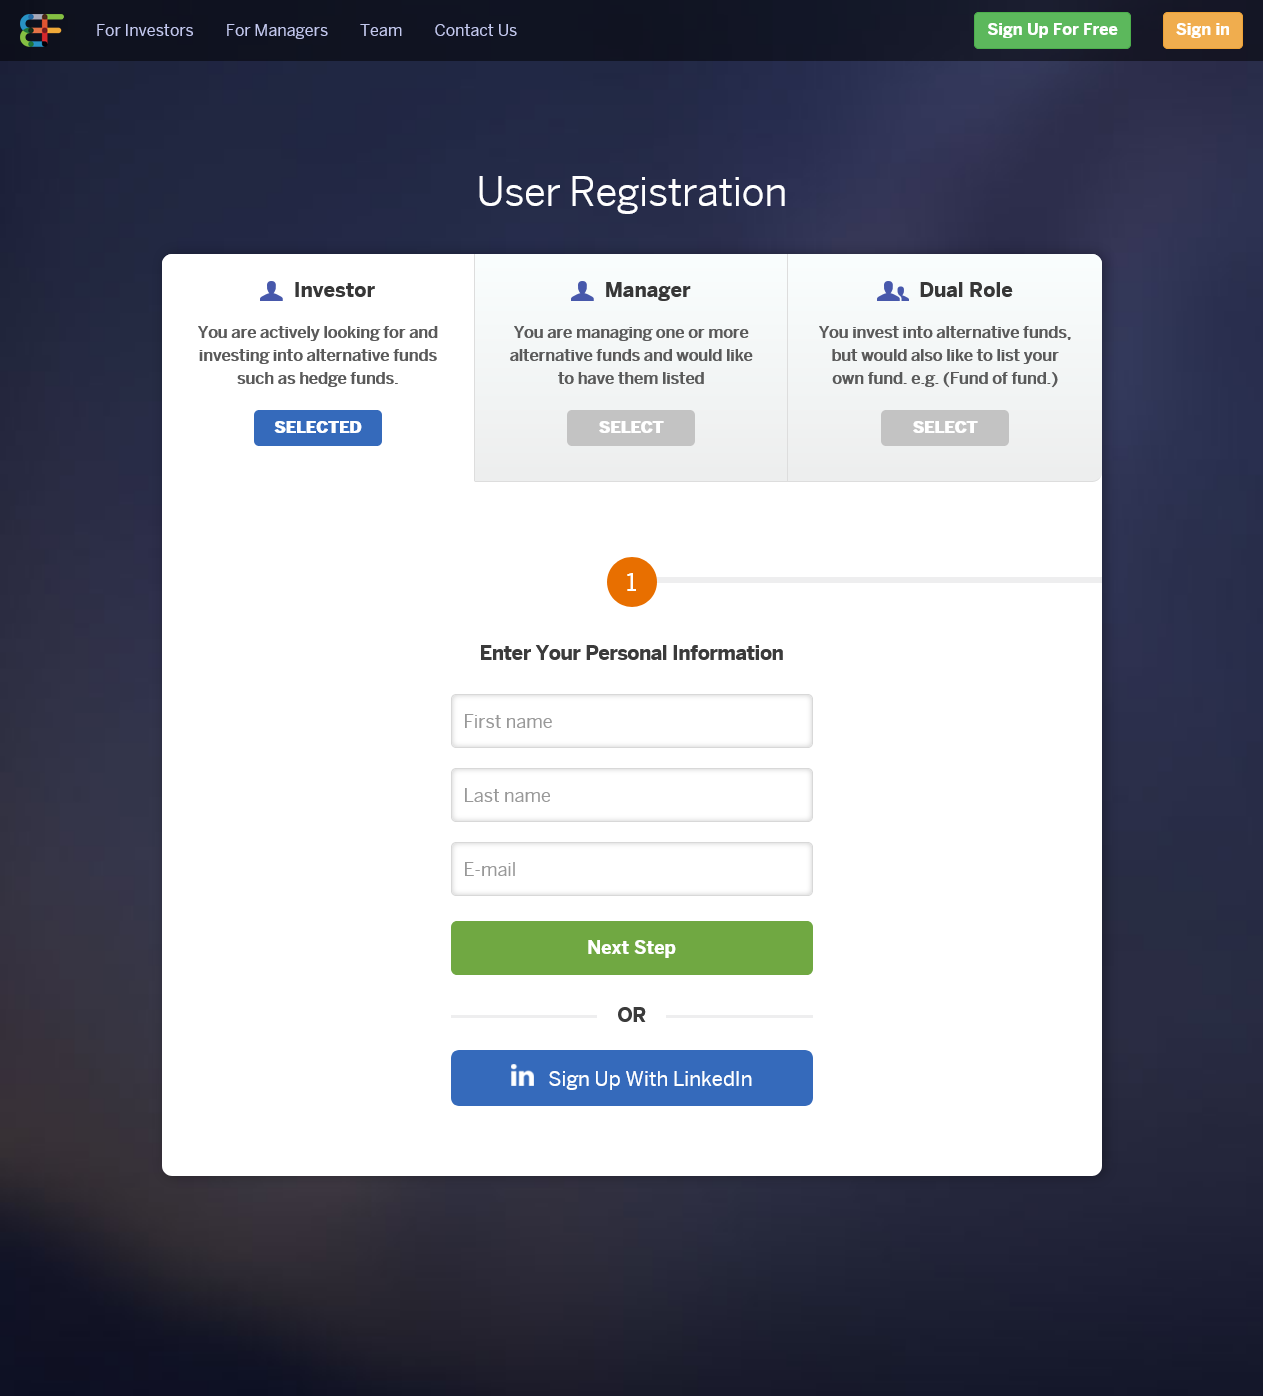 For Investors
For Managers
Team
Contact Us
Sign Up For Free
Sign in
User Registration
Investor
You are actively looking for and
investing into alternative funds
such as hedge funds.
SELECTED
Manager
You are managing one or more
alternative funds and would like
to have them listed
SELECT
Dual Role
You invest into alternative funds,
but would also like to list your
own fund. e.g. (Fund of fund.)
SELECT
1
Enter Your Personal Information
First name
Last name
E-mail
Next Step
OR
in Sign Up With LinkedIn